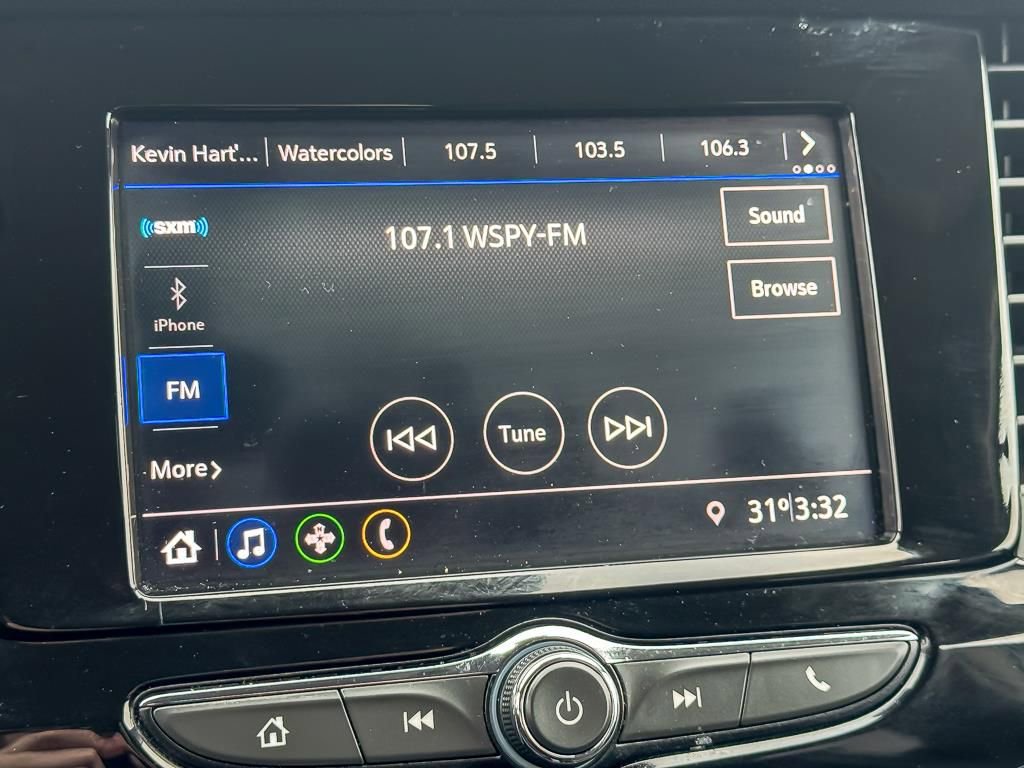 Kevin Hart'... Watercolors 107.5 103.5 106.3
((sxm))
107.1 WSPY-FM
Sound
Browse
iPhone
FM
Tune
More>
31° 3:32